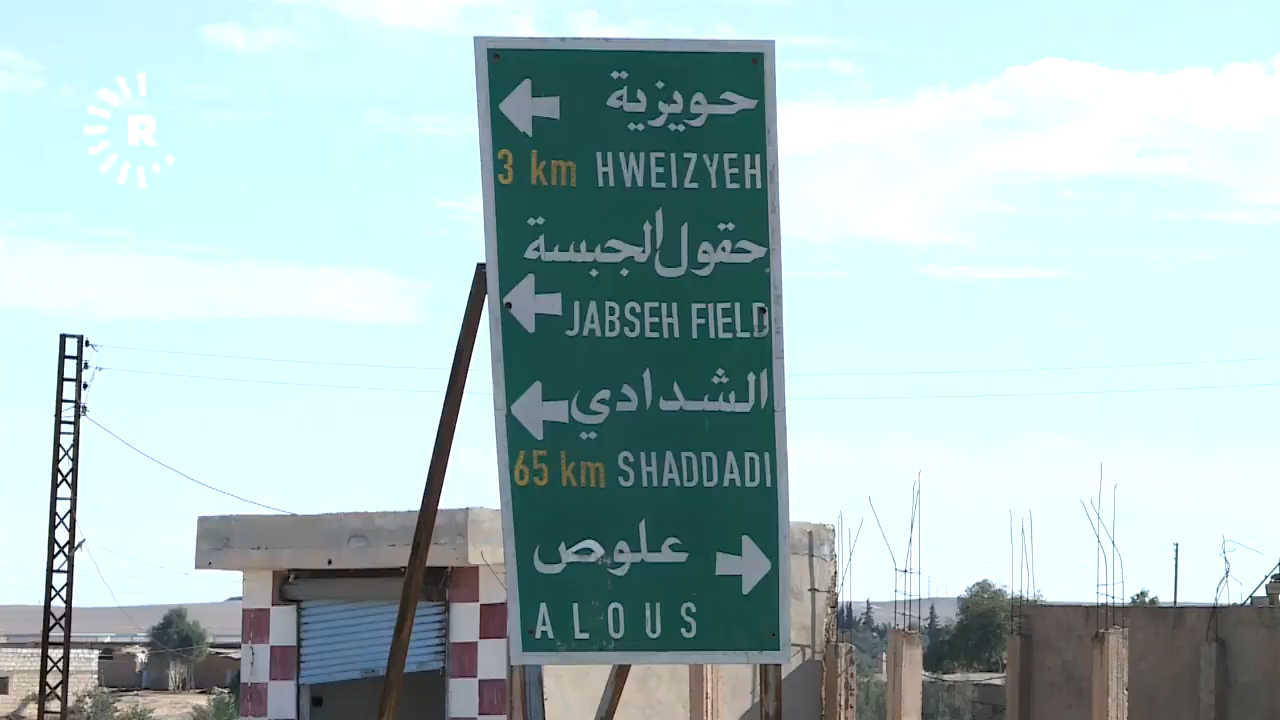 R
حويزية
3 km HWEIZYEH
حقول الجبسة
JABSEH FIELD
الشدادي
65 km SHADDADI
علوص
ALOUS